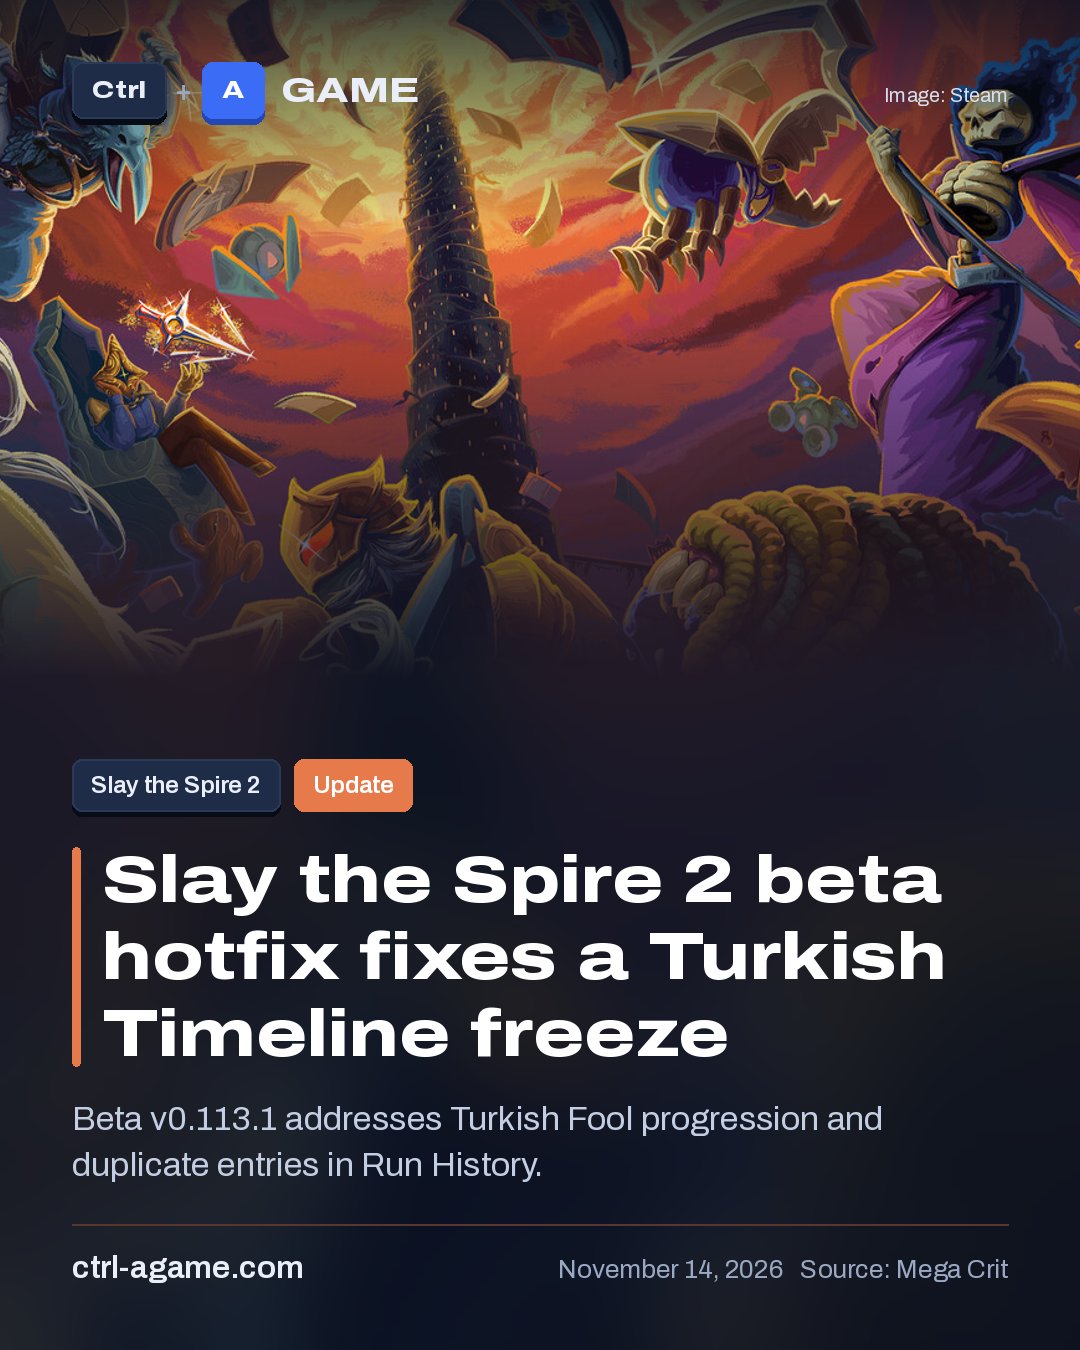 Ctrl + A GAME
Image: Steam
Slay the Spire 2 Update
Slay the Spire 2 beta
hotfix fixes a Turkish
Timeline freeze
Beta v0.113.1 addresses Turkish Fool progression and
duplicate entries in Run History.
ctrl-agame.com November 14, 2026 Source: Mega Crit